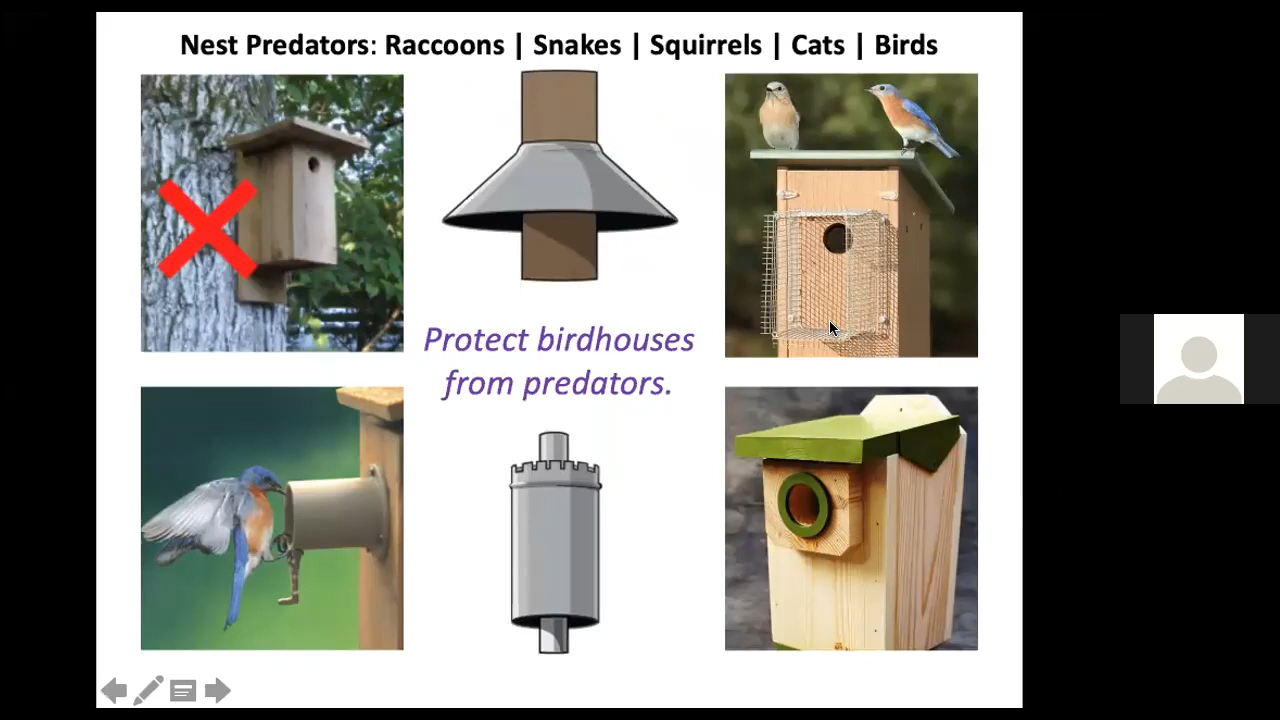 Nest Predators: Raccoons | Snakes | Squirrels | Cats | Birds
Protect birdhouses
from predators.